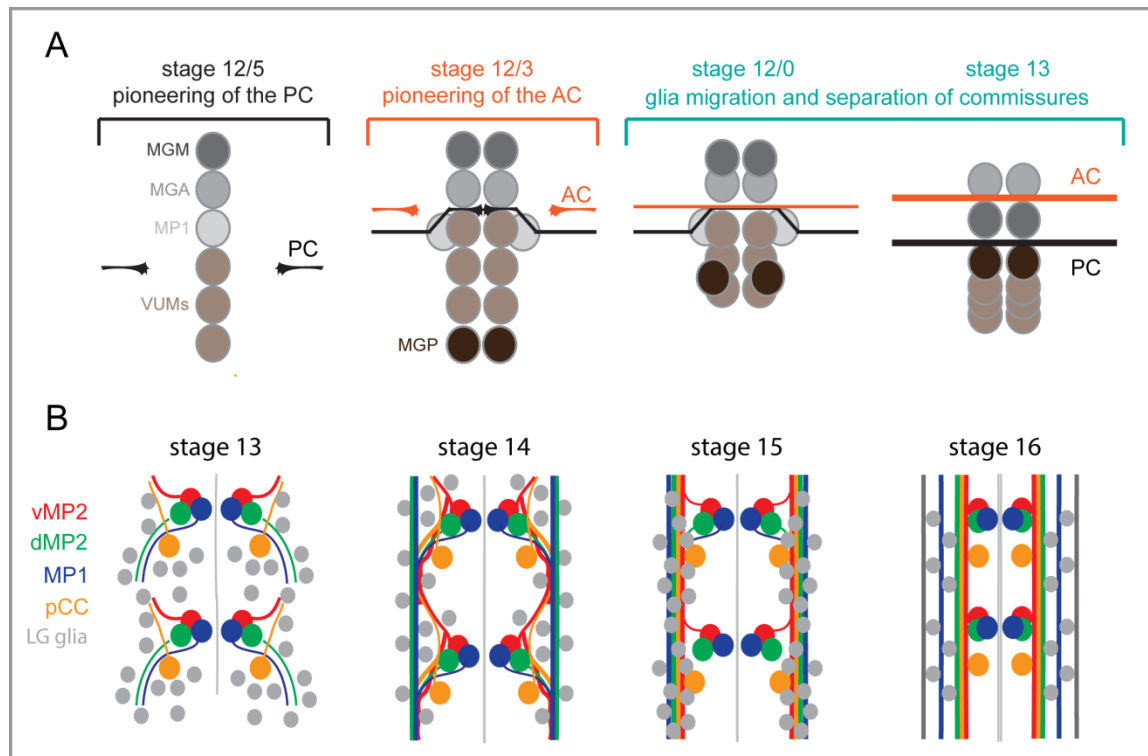 A
stage 12/5
pioneering of the PC
stage 12/3
pioneering of the AC
stage 12/0
stage 13
glia migration and separation of commissures
MGM
MGA
MP1
VUMs
PC
AC
MGP
AC
PC
B
stage 13
stage 14
stage 15
stage 16
vMP2
dMP2
MP1
pCC
LG glia